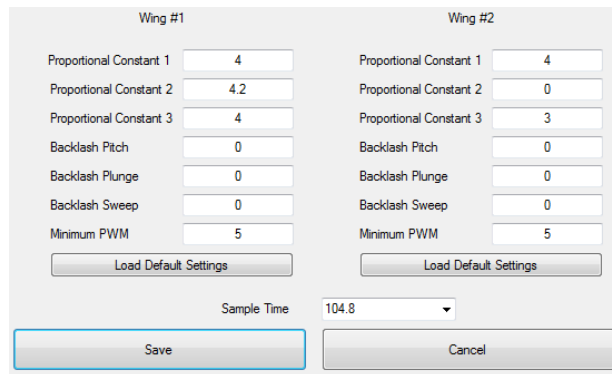 Wing #1 Wing #2
Proportional Constant 1 4 Proportional Constant 1 4
Proportional Constant 2 4.2 Proportional Constant 2 0
Proportional Constant 3 4 Proportional Constant 3 3
Backlash Pitch 0 Backlash Pitch 0
Backlash Plunge 0 Backlash Plunge 0
Backlash Sweep 0 Backlash Sweep 0
Minimum PWM 5 Minimum PWM 5
Load Default Settings Load Default Settings
Sample Time 104.8
Save Cancel